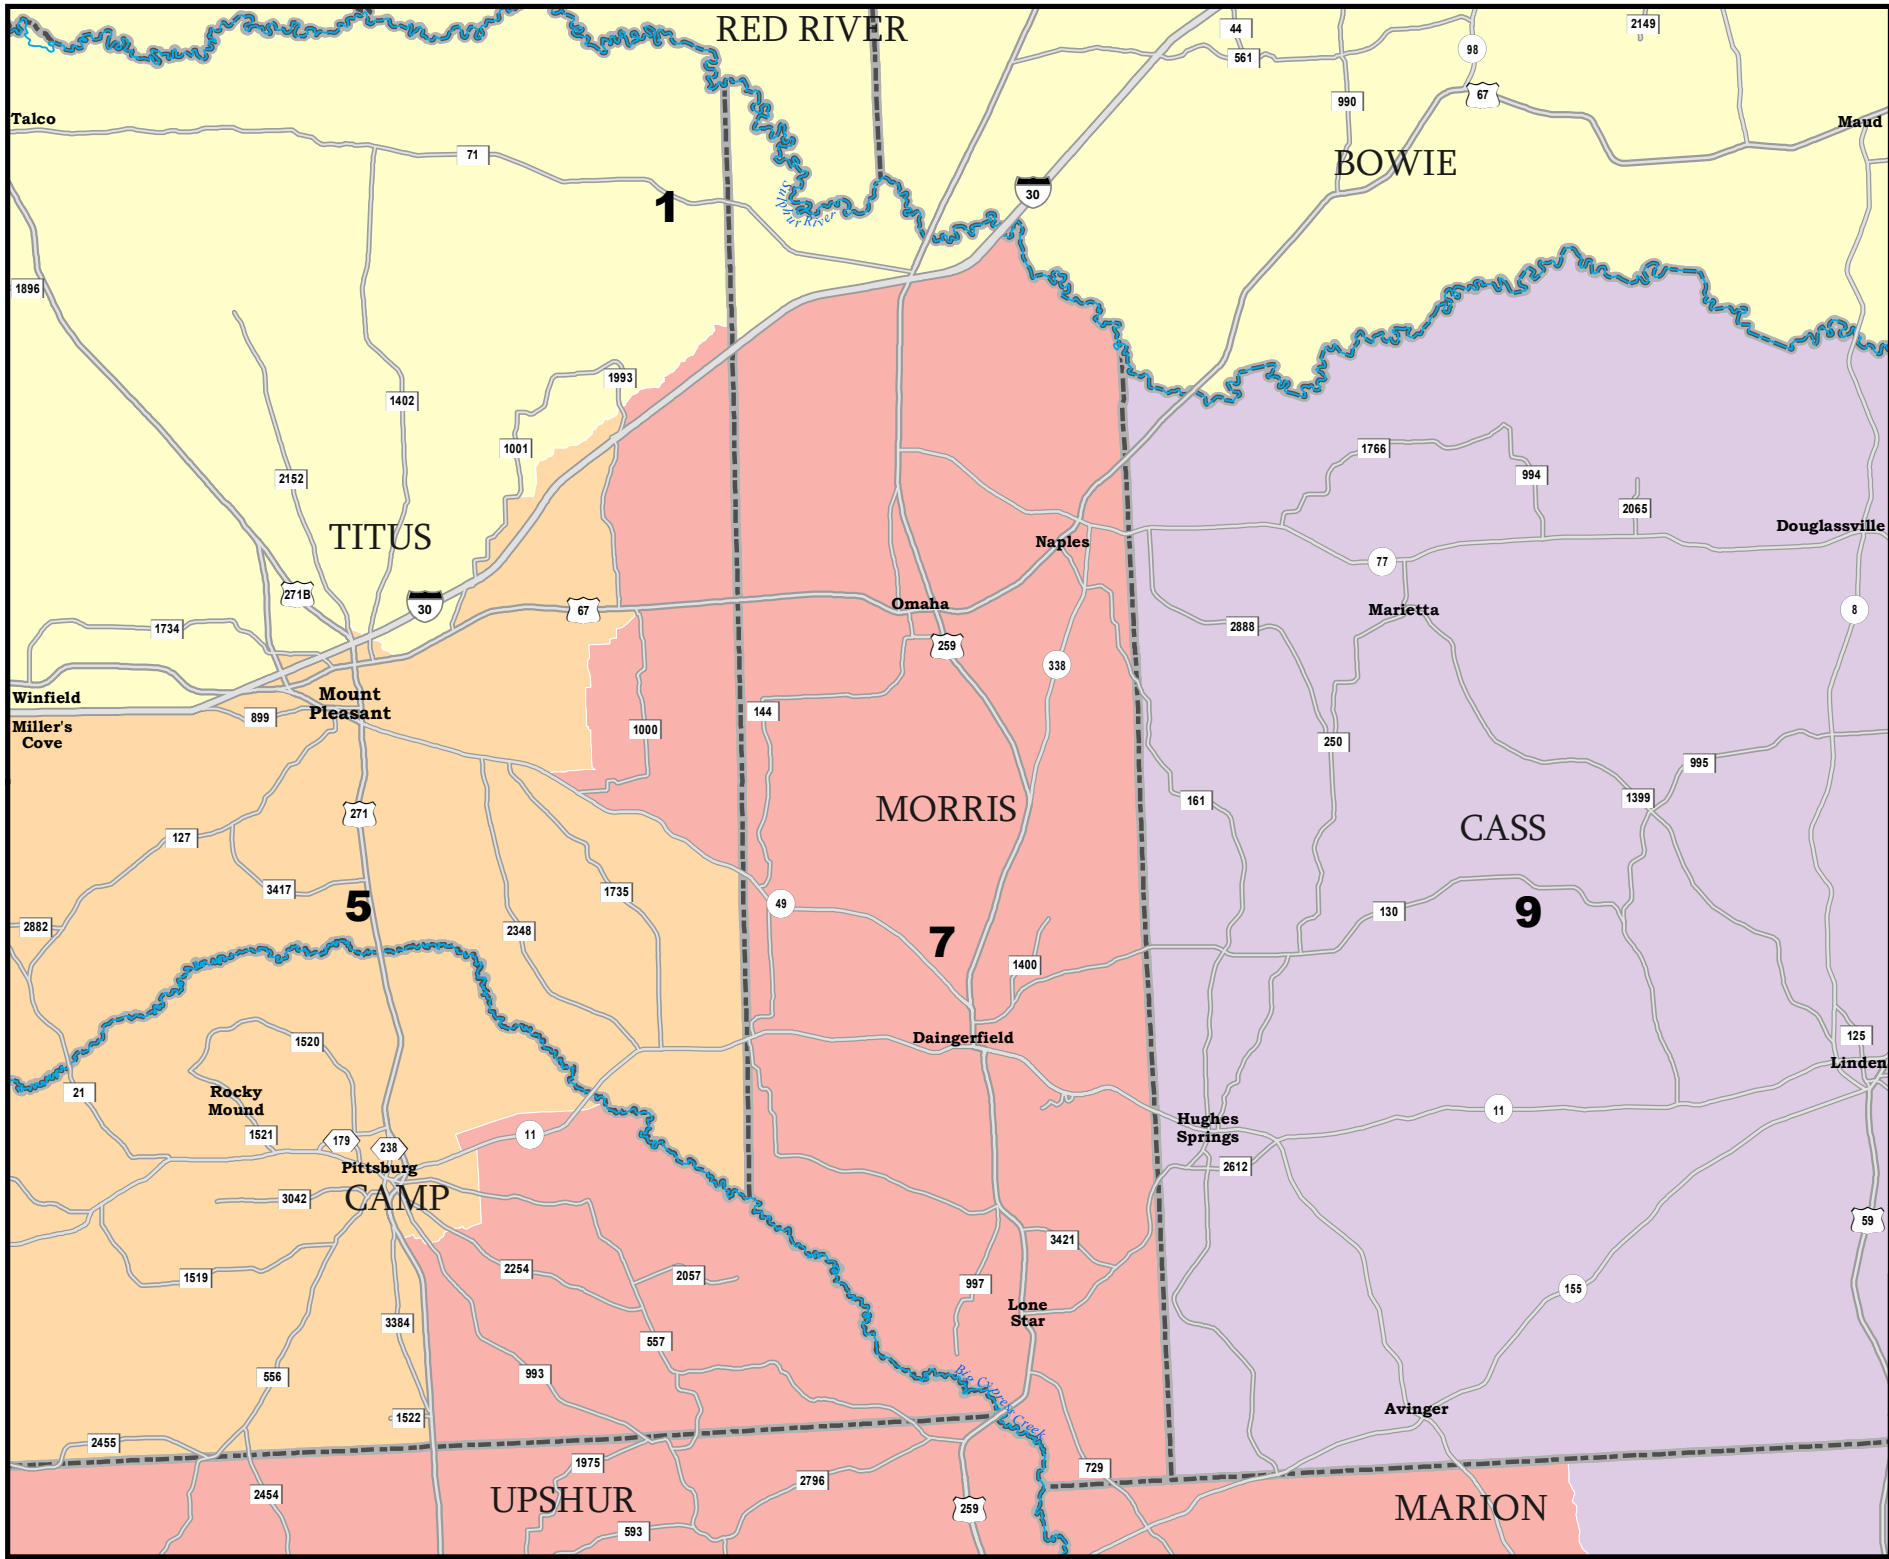 RED RIVER
44
2149
561
98
67
990
Talco
Maud
71
BOWIE
1
30
Sulphur River
1896
1993
1402
1001
1766
2152
994
2065
TITUS
Douglassville
Naples
77
271B
30
67
Omaha
Marietta
8
1734
2888
259
338
Winfield
Mount
Pleasant
899
144
Miller's
Cove
1000
250
995
161
1399
271
MORRIS
CASS
127
3417
1735
5
49
130
9
2882
2348
7
1400
1520
Daingerfield
125
Linden
21
Rocky
Mound
11
Hughes
Springs
1521
179
238
11
Pittsburg
2612
3042
CAMP
59
3421
2254
2057
1519
997
155
Lone
Star
3384
557
556
993
Big Cypress Creek
Avinger
1522
2455
1975
729
2796
2454
UPSHUR
259
MARION
593